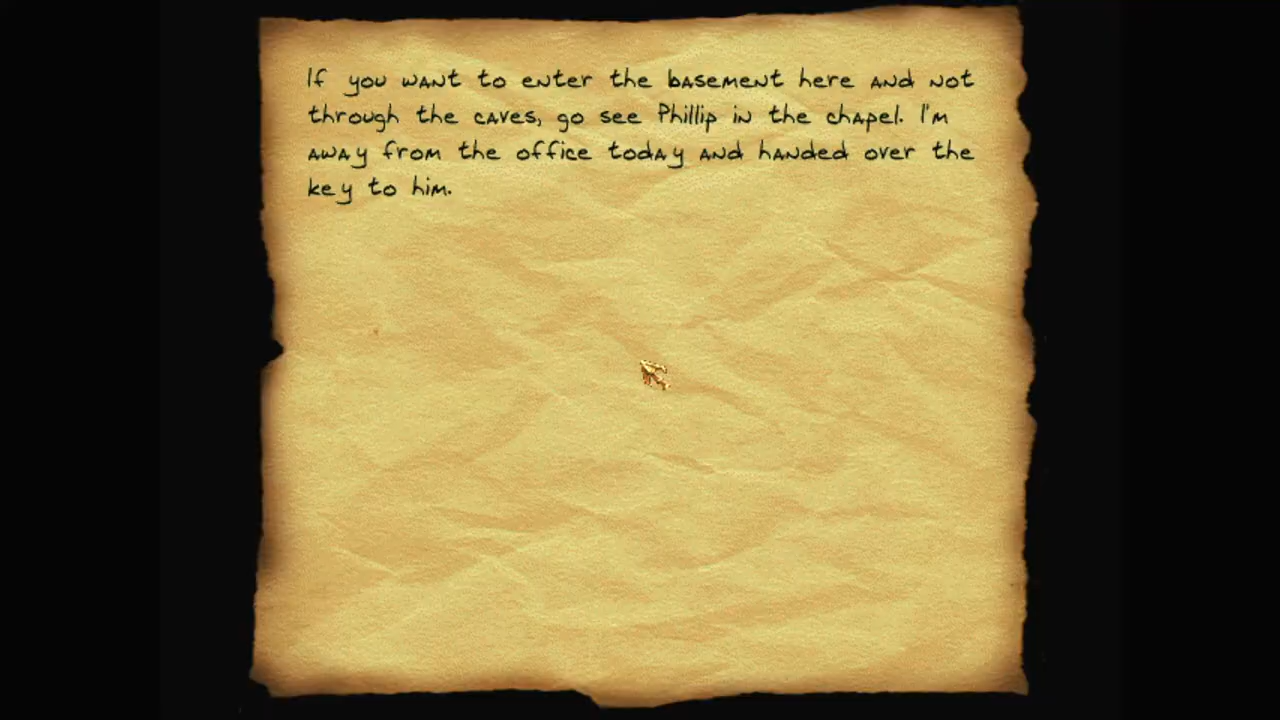 If you want to enter the basement here and not
through the caves, go see Phillip in the chapel. I'm
away from the office today and handed over the
key to him.